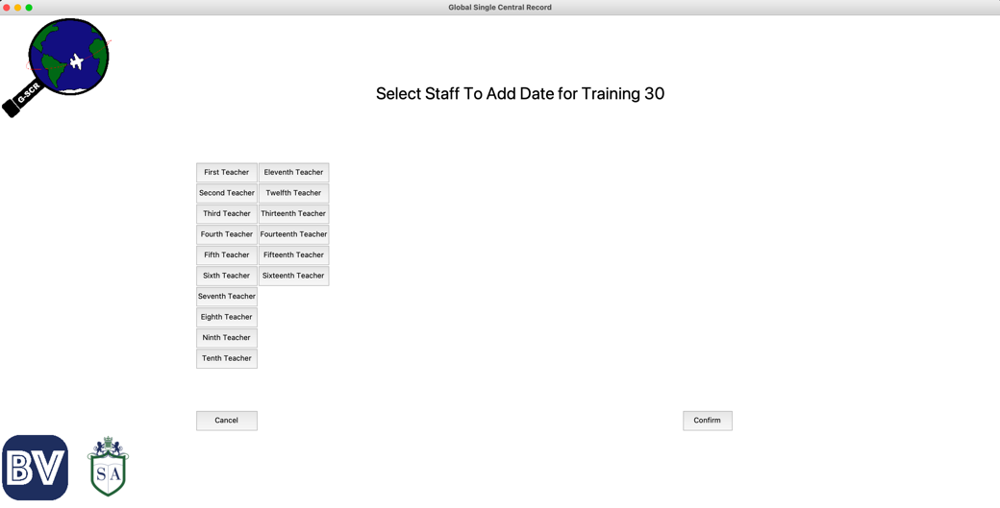 Global Single Central Record
G-SCR
Select Staff To Add Date for Training 30
First Teacher Eleventh Teacher
Second Teacher Twelfth Teacher
Third Teacher Thirteenth Teacher
Fourth Teacher Fourteenth Teacher
Fifth Teacher Fifteenth Teacher
Sixth Teacher Sixteenth Teacher
Seventh Teacher
Eighth Teacher
Ninth Teacher
Tenth Teacher
Cancel Confirm
BV SA